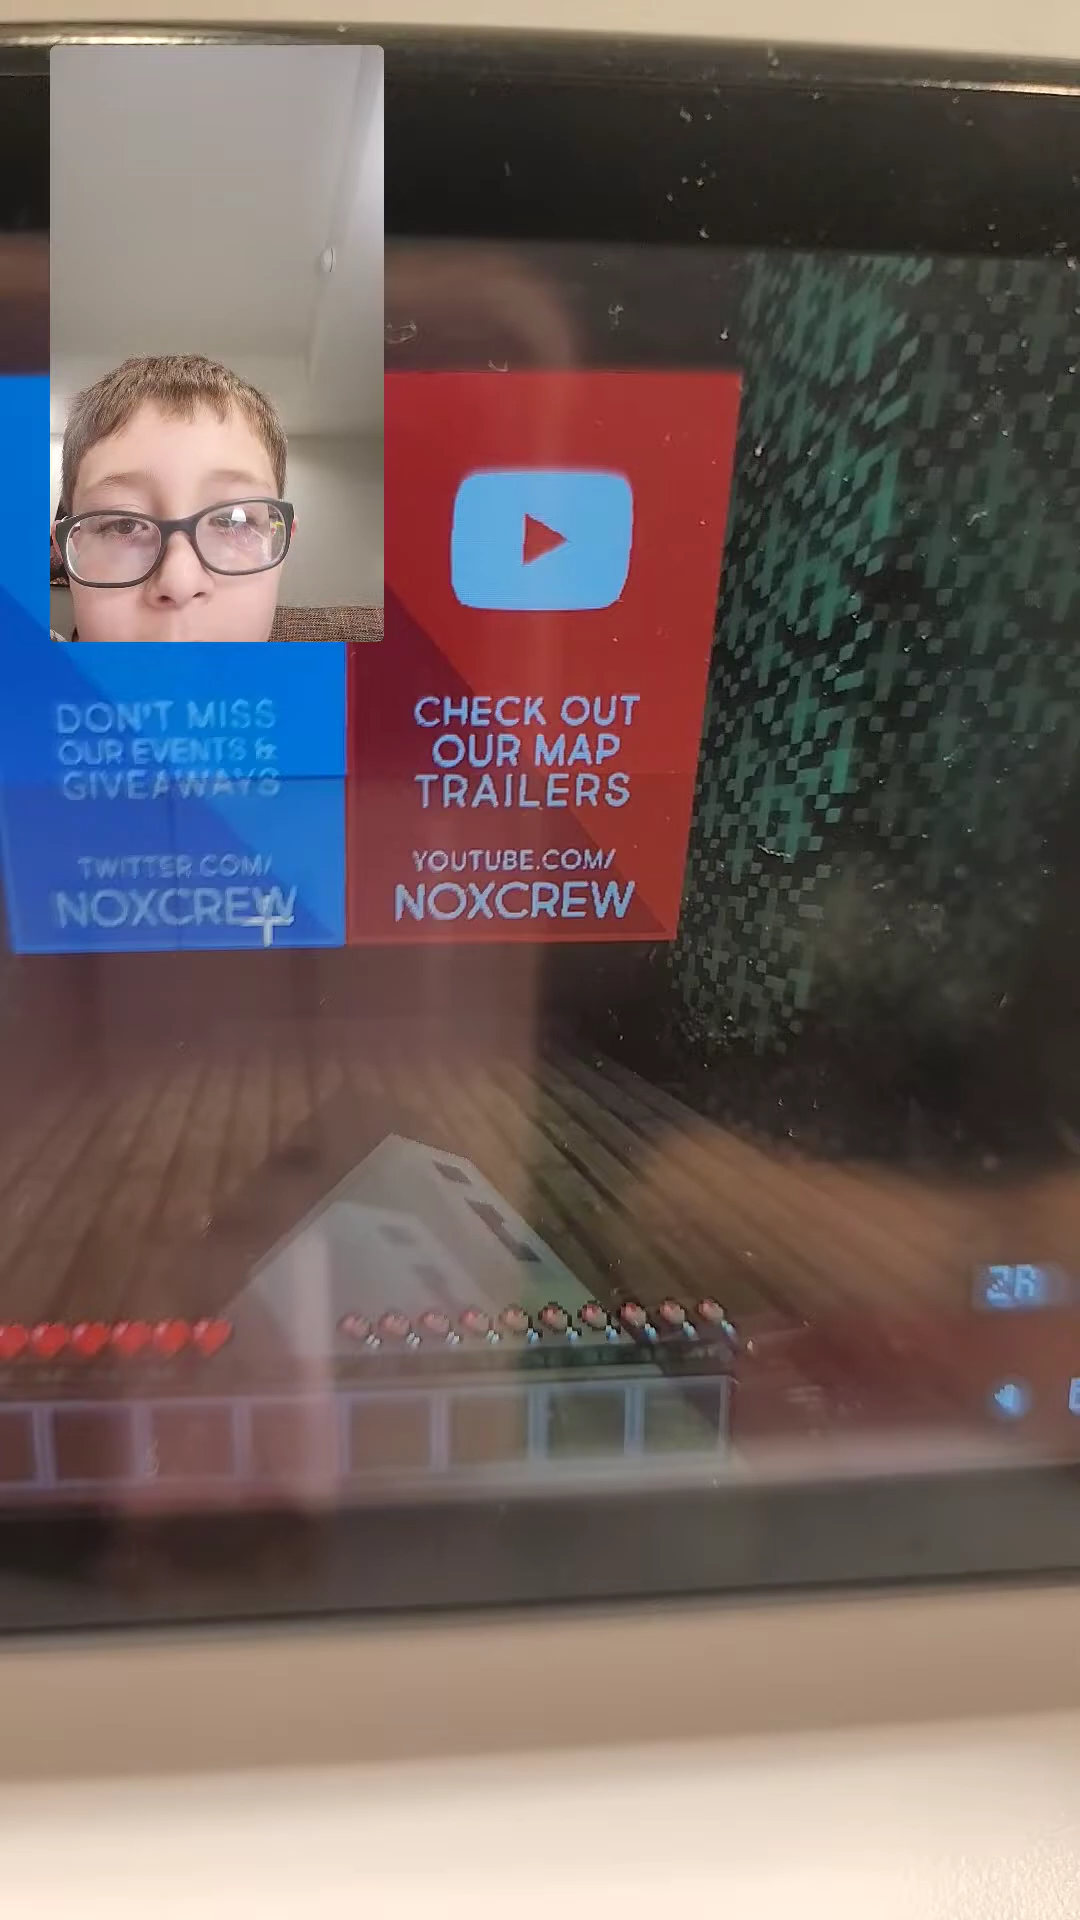 DON'T MISS
OUR EVENTS &
GIVEAWAYS
TWITTER.COM/
NOXCREW
CHECK OUT
OUR MAP
TRAILERS
YOUTUBE.COM/
NOXCREW